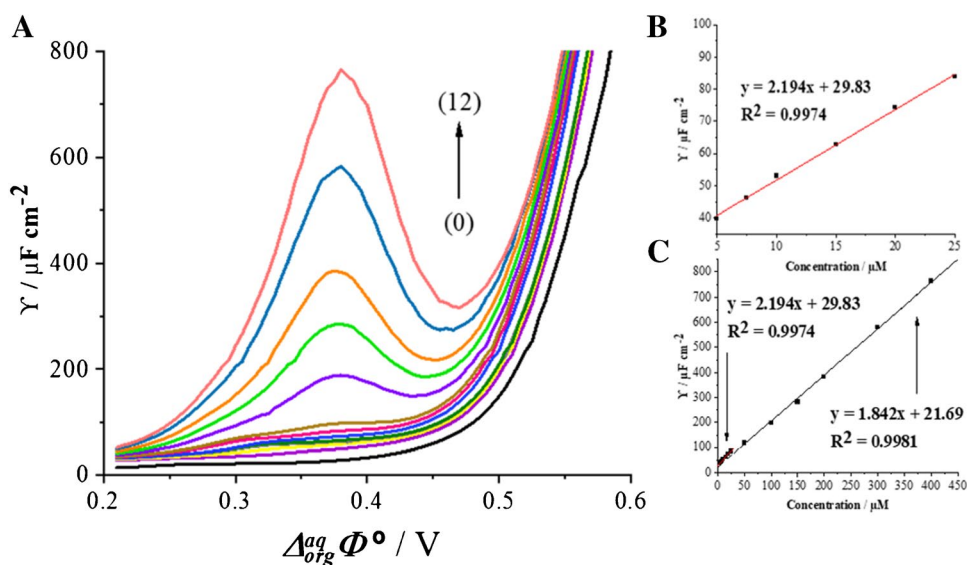 A
800
600
400
200
0
0.2 0.3 0.4 0.5 0.6
ϒ / μF cm⁻²
Δ^aq_org Φ° / V
(12)
(0)
B
100
90
80
70
60
50
40
5 10 15 20 25
ϒ / μF cm⁻²
Concentration / μM
y = 2.194x + 29.83
R² = 0.9974
C
800
700
600
500
400
300
200
100
0
0 50 100 150 200 250 300 350 400 450
ϒ / μF cm⁻²
Concentration / μM
y = 2.194x + 29.83
R² = 0.9974
y = 1.842x + 21.69
R² = 0.9981